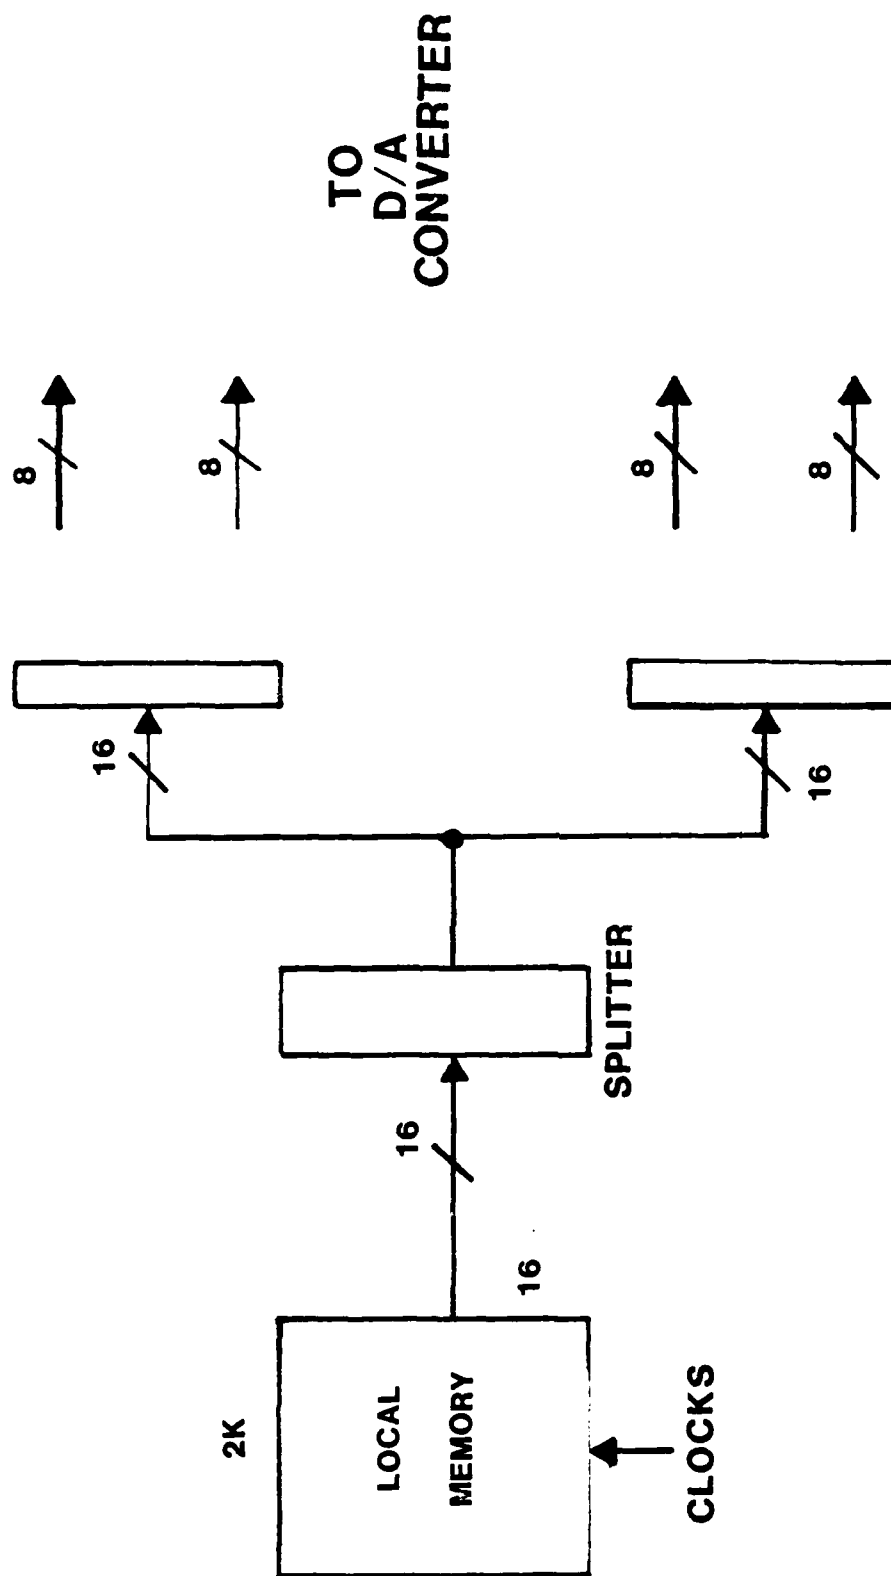 2K
LOCAL
MEMORY
16
CLOCKS
16
SPLITTER
16
16
8
8
8
8
TO
D/A
CONVERTER